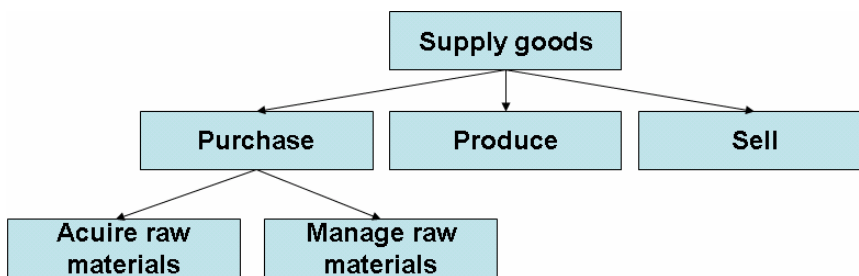 Supply goods
Purchase
Produce
Sell
Acuire raw
materials
Manage raw
materials